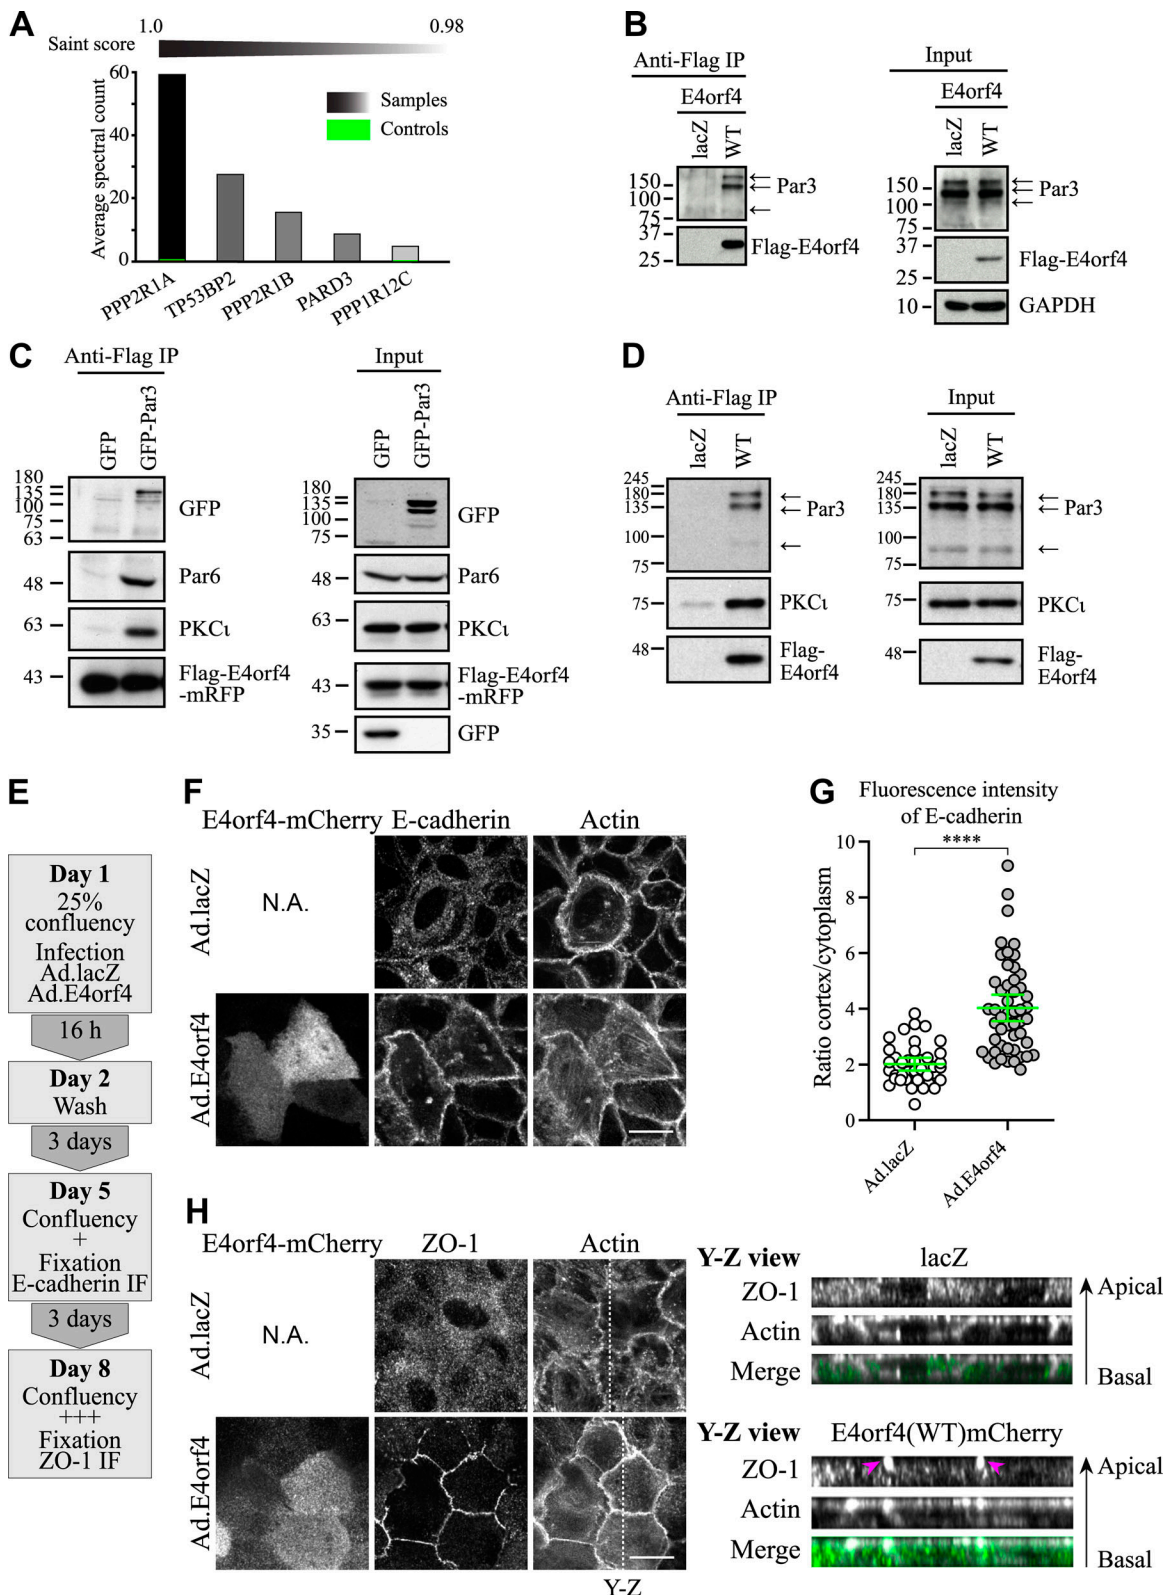 A
1.0
0.98
Saint score
Average spectral count
60
40
20
0
Samples
Controls
PPP2R1A
TP53BP2
PPP2R1B
PARD3
PPP1R12C
B
Anti-Flag IP
E4orf4
lacZ
WT
150
100
75
Par3
37
25
Flag-E4orf4
Input
E4orf4
lacZ
WT
150
100
75
Par3
37
25
Flag-E4orf4
10
GAPDH
C
Anti-Flag IP
GFP
GFP-Par3
180
135
100
75
63
GFP
48
Par6
63
PKCι
43
Flag-E4orf4
-mRFP
Input
GFP
GFP-Par3
180
135
100
75
GFP
48
Par6
63
PKCι
43
Flag-E4orf4
-mRFP
35
GFP
D
Anti-Flag IP
lacZ
WT
245
180
135
100
75
Par3
75
PKCι
48
Flag-
E4orf4
Input
lacZ
WT
245
180
135
100
75
Par3
75
PKCι
48
Flag-
E4orf4
E
Day 1
25%
confluency
Infection
Ad.lacZ
Ad.E4orf4
16 h
Day 2
Wash
3 days
Day 5
Confluency
+
Fixation
E-cadherin IF
3 days
Day 8
Confluency
+++
Fixation
ZO-1 IF
F
E4orf4-mCherry
E-cadherin
Actin
Ad.lacZ
N.A.
Ad.E4orf4
G
Fluorescence intensity
of E-cadherin
****
Ratio cortex/cytoplasm
10
8
6
4
2
0
Ad.lacZ
Ad.E4orf4
H
E4orf4-mCherry
ZO-1
Actin
Ad.lacZ
N.A.
Ad.E4orf4
Y-Z
Y-Z view
lacZ
ZO-1
Actin
Merge
Apical
Basal
Y-Z view
E4orf4(WT)mCherry
ZO-1
Actin
Merge
Apical
Basal